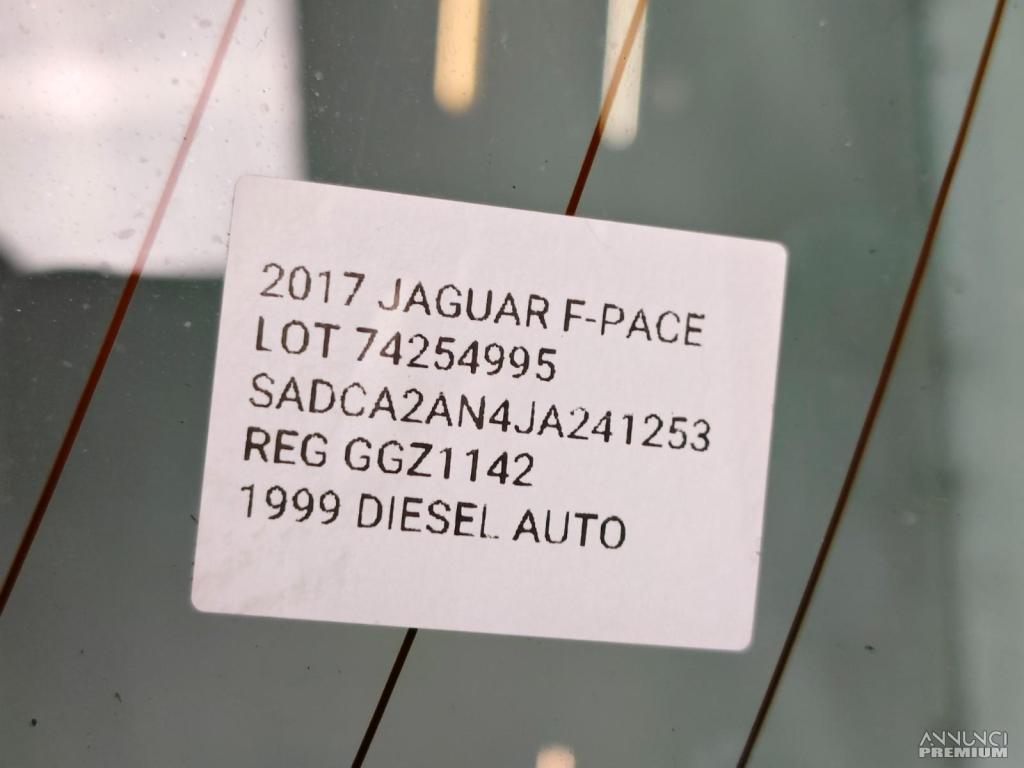 2017 JAGUAR F-PACE
LOT 74254995
SADCA2AN4JA241253
REG GGZ1142
1999 DIESEL AUTO
ANNUNCI
PREMIUM